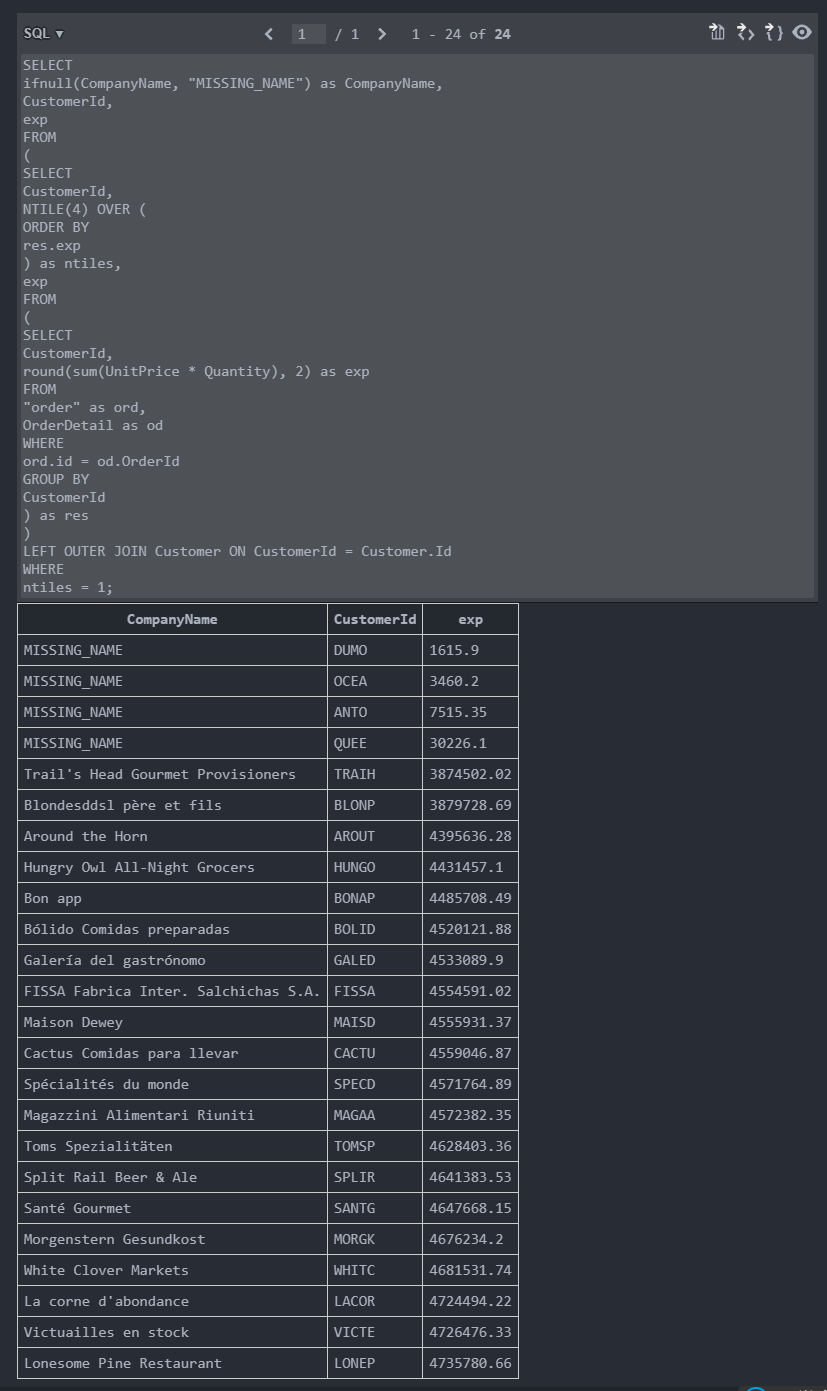 SQL ▼ 1 / 1 1 - 24 of 24
SELECT
ifnull(CompanyName, "MISSING_NAME") as CompanyName,
CustomerId,
exp
FROM
(
SELECT
CustomerId,
NTILE(4) OVER (
ORDER BY
res.exp
) as ntiles,
exp
FROM
(
SELECT
CustomerId,
round(sum(UnitPrice * Quantity), 2) as exp
FROM
"order" as ord,
OrderDetail as od
WHERE
ord.id = od.OrderId
GROUP BY
CustomerId
) as res
)
LEFT OUTER JOIN Customer ON CustomerId = Customer.Id
WHERE
ntiles = 1;
CompanyName CustomerId exp
MISSING_NAME DUMO 1615.9
MISSING_NAME OCEA 3460.2
MISSING_NAME ANTO 7515.35
MISSING_NAME QUEE 30226.1
Trail's Head Gourmet Provisioners TRAIH 3874502.02
Blondesddsl père et fils BLONP 3879728.69
Around the Horn AROUT 4395636.28
Hungry Owl All-Night Grocers HUNGO 4431457.1
Bon app BONAP 4485708.49
Bólido Comidas preparadas BOLID 4520121.88
Galería del gastrónomo GALED 4533089.9
FISSA Fabrica Inter. Salchichas S.A. FISSA 4554591.02
Maison Dewey MAISD 4555931.37
Cactus Comidas para llevar CACTU 4559046.87
Spécialités du monde SPECD 4571764.89
Magazzini Alimentari Riuniti MAGAA 4572382.35
Toms Spezialitäten TOMSP 4628403.36
Split Rail Beer & Ale SPLIR 4641383.53
Santé Gourmet SANTG 4647668.15
Morgenstern Gesundkost MORGK 4676234.2
White Clover Markets WHITC 4681531.74
La corne d'abondance LACOR 4724494.22
Victuailles en stock VICTE 4726476.33
Lonesome Pine Restaurant LONEP 4735780.66